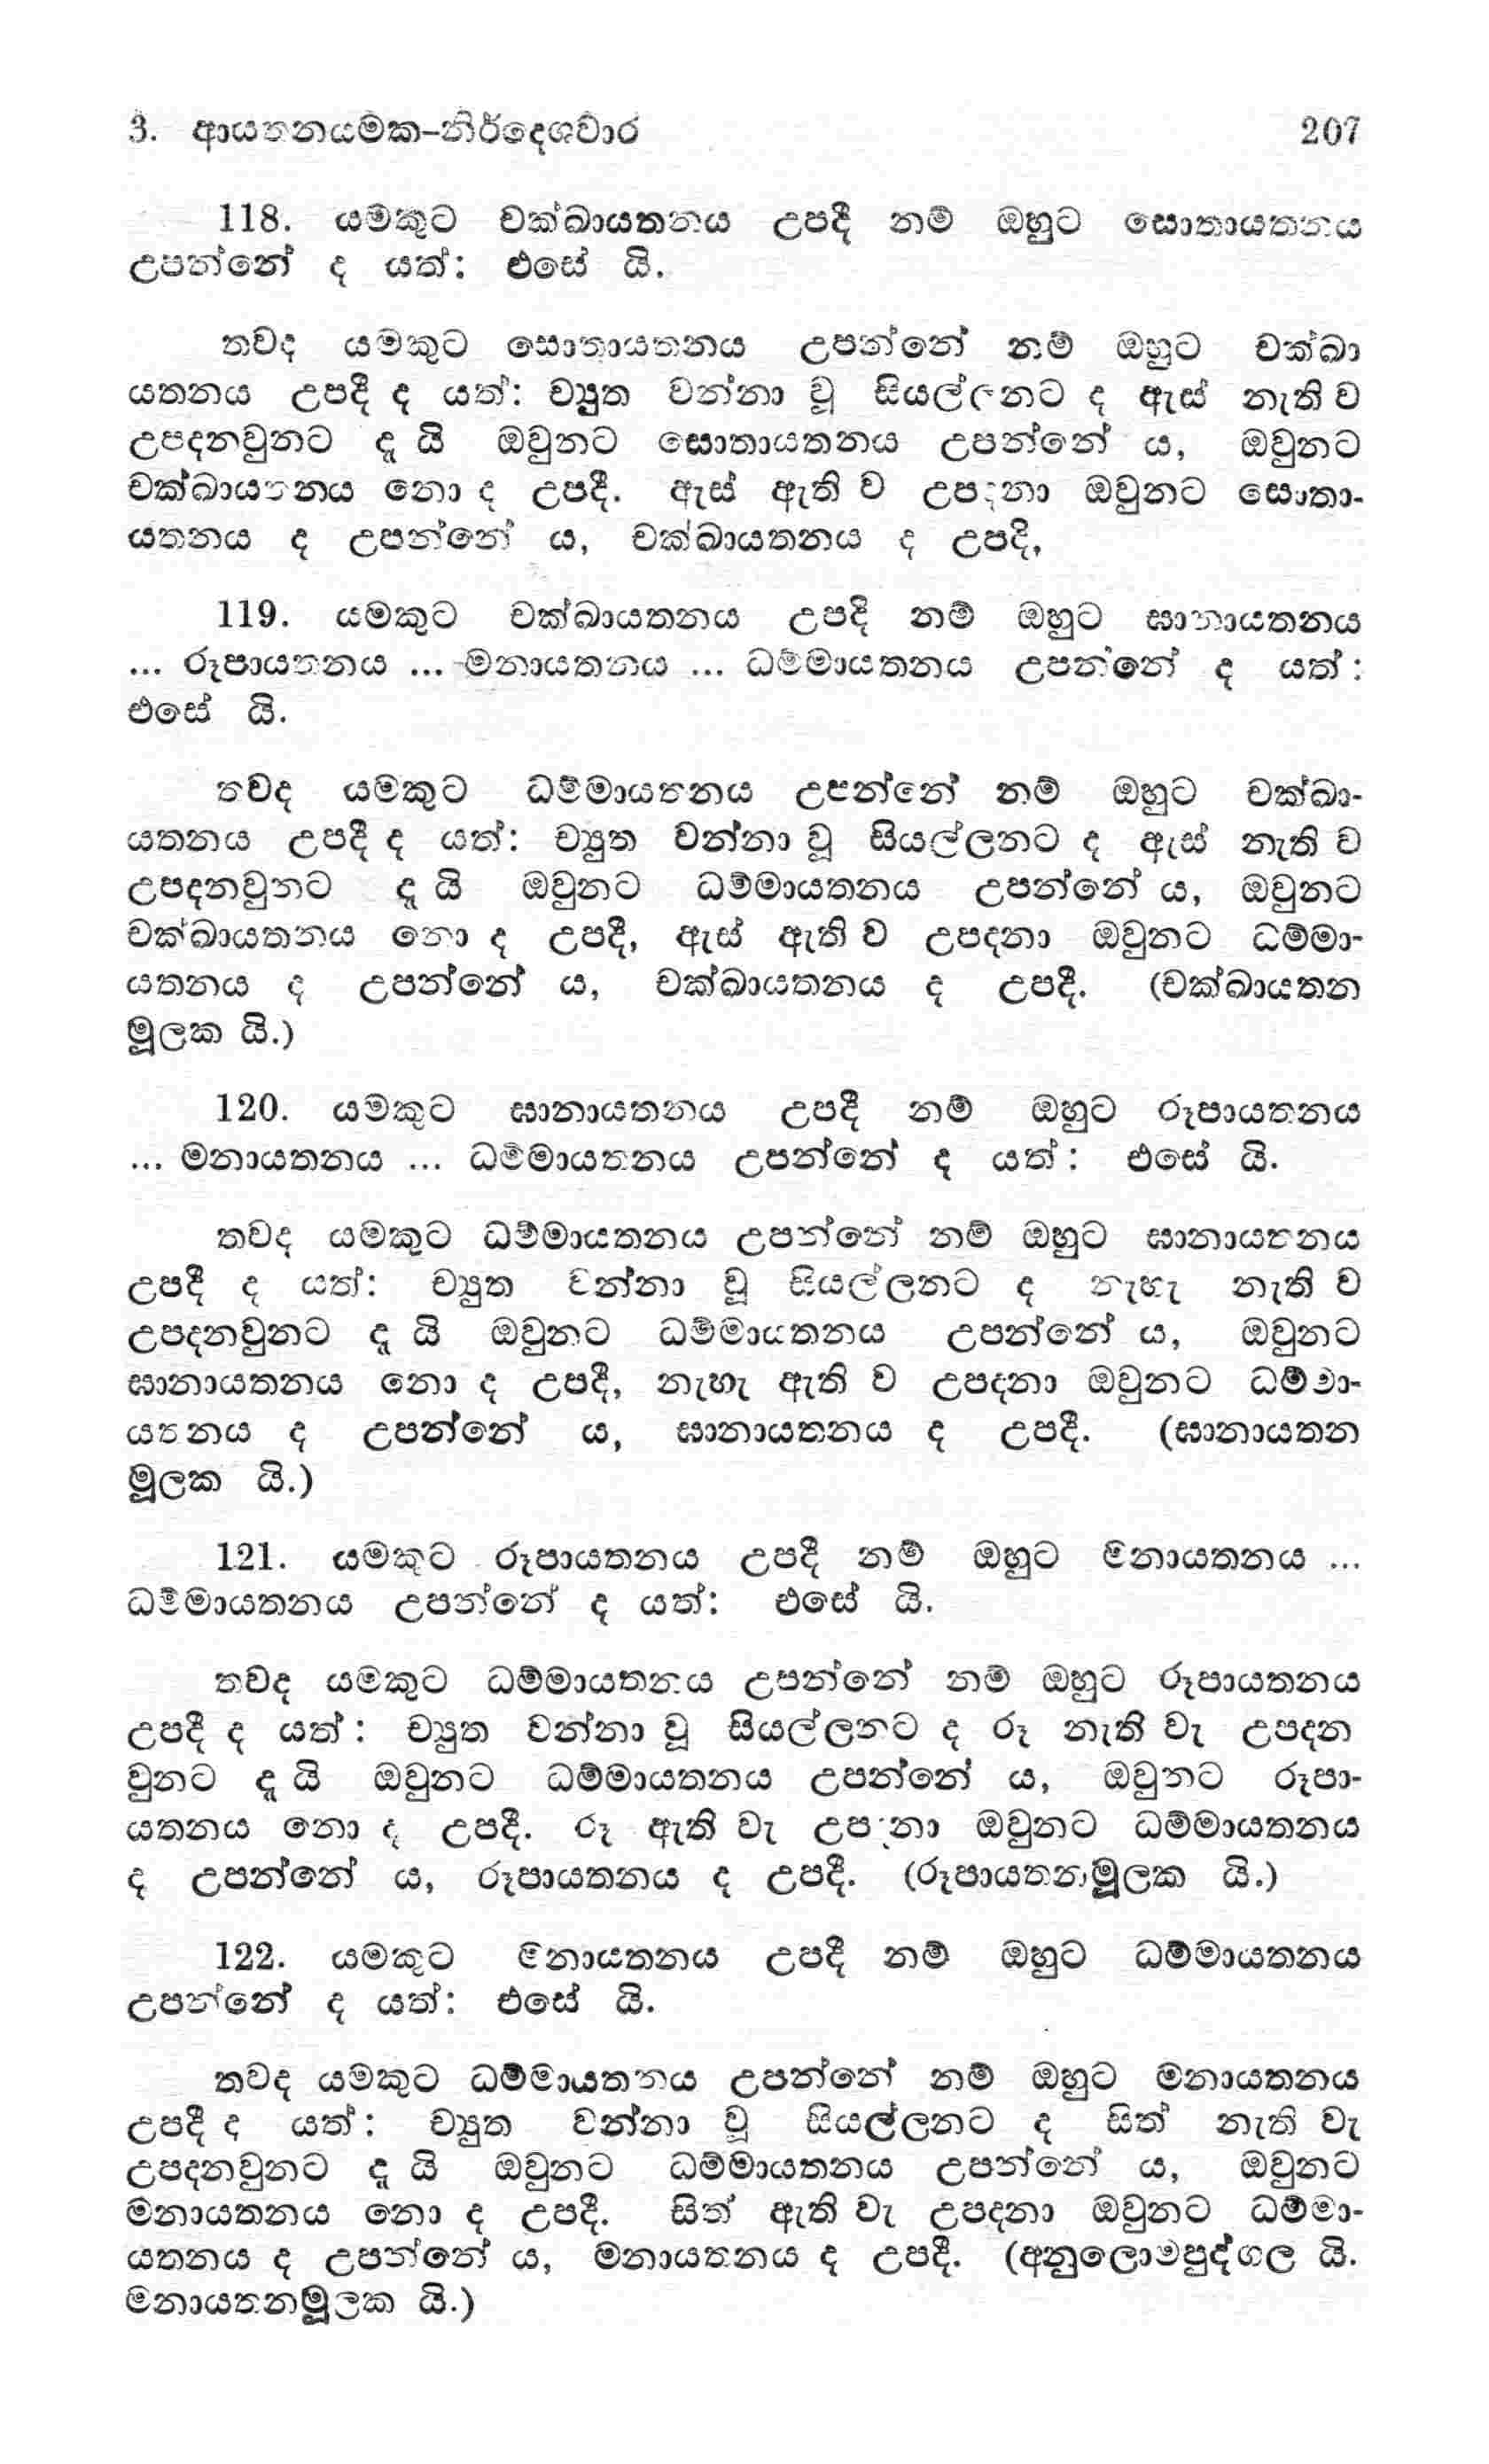 3. ආයතනයමක-නිර්දෙශවාර 207
118. යමකුට චක්ඛායතනය උපදී නම් ඔහුට සොතායතනය
උපන්නේ ද යත්: එසේ යි.
තවද යමකුට සොතායතනය උපන්නේ නම් ඔහුට චක්ඛා
යතනය උපදී ද යත්: ච්‍යුත වන්නා වූ සියල්ලනට ද ඇස් නැති ව
උපදනවුනට දූ යි ඔවුනට සොතායතනය උපන්නේ ය, ඔවුනට
චක්ඛායතනය නො ද උපදී. ඇස් ඇති ව උපදනා ඔවුනට සොතා-
යතනය ද උපන්නේ ය, චක්ඛායතනය ද උපදි,
119. යමකුට චක්ඛායතනය උපදි නම් ඔහුට ඝානායතනය
... රූපායතනය ... මනායතනය ... ධම්මායතනය උපන්නේ ද යත් :
එසේ යි.
තවද යමකුට ධම්මායතනය උපන්නේ නම් ඔහුට චක්ඛා-
යතනය උපදී ද යත්: ච්‍යුත වන්නා වූ සියල්ලනට ද ඇස් නැති ව
උපදනවුනට දූ යි ඔවුනට ධම්මායතනය උපන්නේ ය, ඔවුනට
චක්ඛායතනය නො ද උපදී, ඇස් ඇති ව උපදනා ඔවුනට ධම්මා-
යතනය ද උපන්නේ ය, චක්ඛායතනය ද උපදී. (චක්ඛායතන
මූලක යි.)
120. යමකුට ඝානායතනය උපදී නම් ඔහුට රූපායතනය
... මනායතනය ... ධම්මායතනය උපන්නේ ද යත් : එසේ යි.
තවද යමකුට ධම්මායතනය උපන්නේ නම් ඔහුට ඝානායතනය
උපදී ද යත්: ච්‍යුත වන්නා වූ සියල්ලනට ද නැහැ නැති ව
උපදනවුනට දූ යි ඔවුනට ධම්මායතනය උපන්නේ ය, ඔවුනට
ඝානායතනය නො ද උපදී, නැහැ ඇති ව උපදනා ඔවුනට ධම්මා-
යතනය ද උපන්නේ ය, ඝානායතනය ද උපදී. (ඝානායතන
මූලක යි.)
121. යමකුට රූපායතනය උපදී නම් ඔහුට මනායතනය ...
ධම්මායතනය උපන්නේ ද යත්: එසේ යි.
තවද යමකුට ධම්මායතනය උපන්නේ නම් ඔහුට රූපායතනය
උපදී ද යත් : ච්‍යුත වන්නා වූ සියල්ලනට ද රූ නැති වැ උපදන
වුනට දූ යි ඔවුනට ධම්මායතනය උපන්නේ ය, ඔවුනට රූපා-
යතනය නො ද උපදී. රූ ඇති වැ උපදනා ඔවුනට ධම්මායතනය
ද උපන්නේ ය, රූපායතනය ද උපදී. (රූපායතනමූලක යි.)
122. යමකුට මනායතනය උපදී නම් ඔහුට ධම්මායතනය
උපන්නේ ද යත්: එසේ යි.
තවද යමකුට ධම්මායතනය උපන්නේ නම් ඔහුට මනායතනය
උපදී ද යත් : ච්‍යුත වන්නා වූ සියල්ලනට ද සිත් නැති වැ
උපදනවුනට දූ යි ඔවුනට ධම්මායතනය උපන්නේ ය, ඔවුනට
මනායතනය නො ද උපදී. සිත් ඇති වැ උපදනා ඔවුනට ධම්මා-
යතනය ද උපන්නේ ය, මනායතනය ද උපදී. (අනුලොමපුද්ගල යි.
මනායතනමූලක යි.)